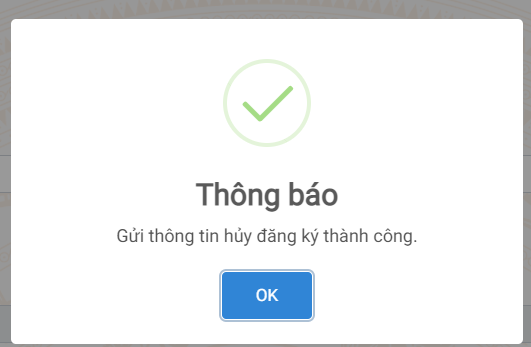 Thông báo
Gửi thông tin hủy đăng ký thành công.
OK